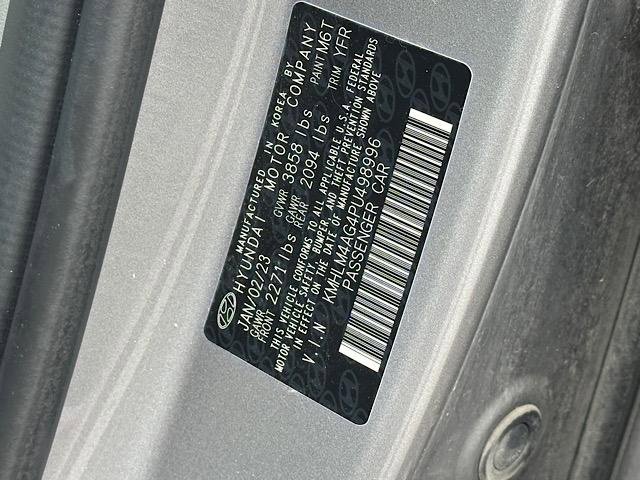 MANUFACTURED IN KOREA BY
HYUNDAI MOTOR COMPANY
JAN/02/23 GVWR 3858 lbs PAINT M6T
GAWR FRONT 2271 lbs GAWR REAR 2094 lbs TRIM YFR
THIS VEHICLE CONFORMS TO ALL APPLICABLE U.S.A. FEDERAL
MOTOR VEHICLE SAFETY, BUMPER, AND THEFT PREVENTION STANDARDS
IN EFFECT ON THE DATE OF MANUFACTURE SHOWN ABOVE
V.I.N KMHLM4AG4PU498996
PASSENGER CAR